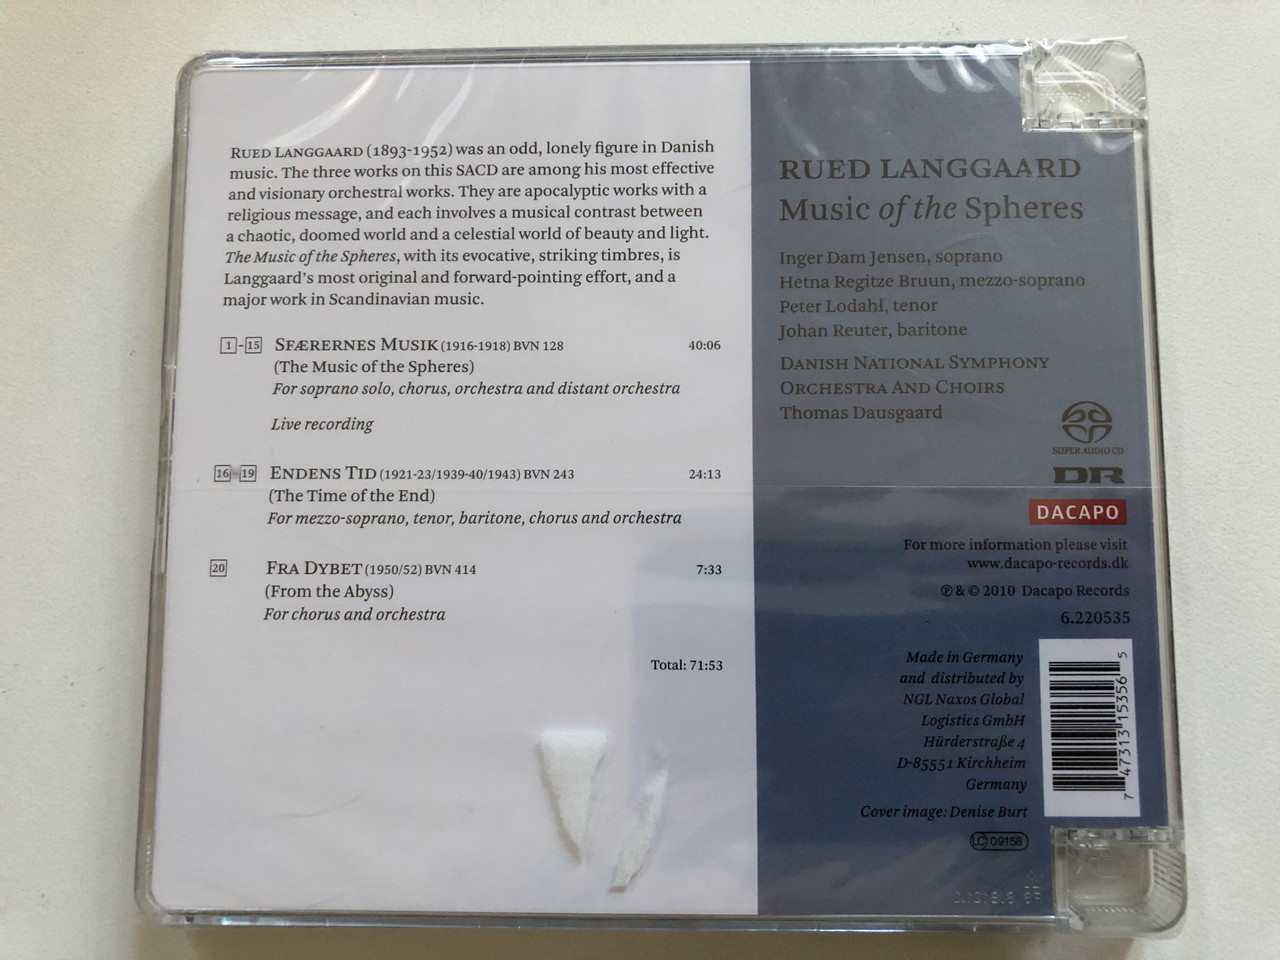 RUED LANGGAARD (1893-1952) was an odd, lonely figure in Danish
music. The three works on this SACD are among his most effective
and visionary orchestral works. They are apocalyptic works with a
religious message, and each involves a musical contrast between
a chaotic, doomed world and a celestial world of beauty and light.
The Music of the Spheres, with its evocative, striking timbres, is
Langgaard's most original and forward-pointing effort, and a
major work in Scandinavian music.
1-15 SFÆRERNES MUSIK (1916-1918) BVN 128 40:06
(The Music of the Spheres)
For soprano solo, chorus, orchestra and distant orchestra
Live recording
16-19 ENDENS TID (1921-23/1939-40/1943) BVN 243 24:13
(The Time of the End)
For mezzo-soprano, tenor, baritone, chorus and orchestra
20 FRA DYBET (1950/52) BVN 414 7:33
(From the Abyss)
For chorus and orchestra
Total: 71:53
RUED LANGGAARD
Music of the Spheres
Inger Dam Jensen, soprano
Hetna Regitze Bruun, mezzo-soprano
Peter Lodahl, tenor
Johan Reuter, baritone
DANISH NATIONAL SYMPHONY
ORCHESTRA AND CHOIRS
Thomas Dausgaard
SUPER AUDIO CD
DR
DACAPO
For more information please visit
www.dacapo-records.dk
℗ & © 2010 Dacapo Records
6.220535
Made in Germany
and distributed by
NGL Naxos Global
Logistics GmbH
Hürderstraße 4
D-85551 Kirchheim
Germany
Cover image: Denise Burt
LC 09158
7 47313 15356 5